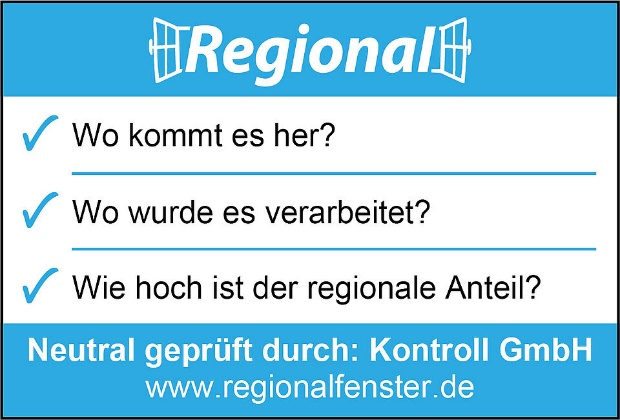 Regional
Wo kommt es her?
Wo wurde es verarbeitet?
Wie hoch ist der regionale Anteil?
Neutral geprüft durch: Kontroll GmbH
www.regionalfenster.de